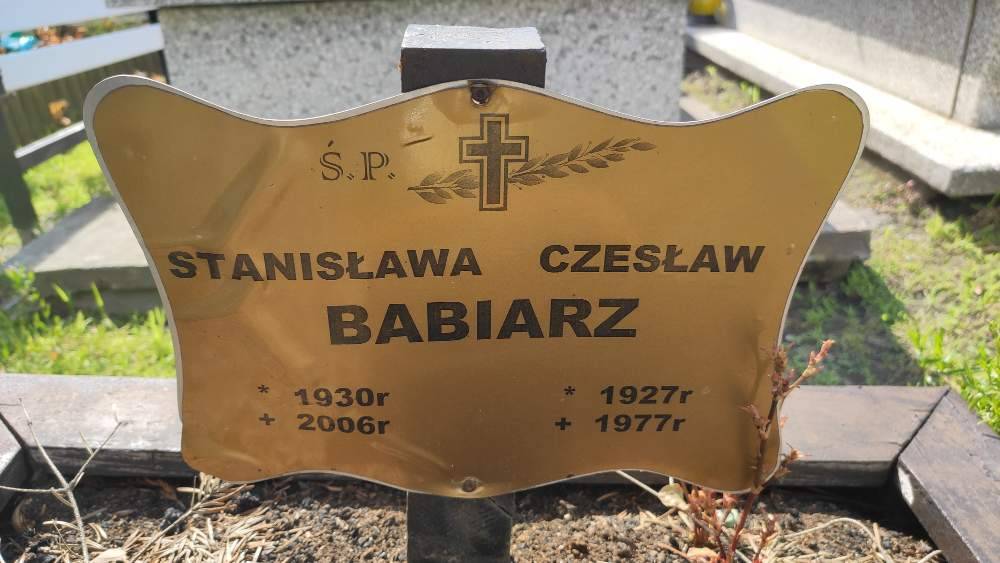 Ś.P.
STANISŁAWA CZESŁAW
BABIARZ
* 1930r * 1927r
+ 2006r + 1977r